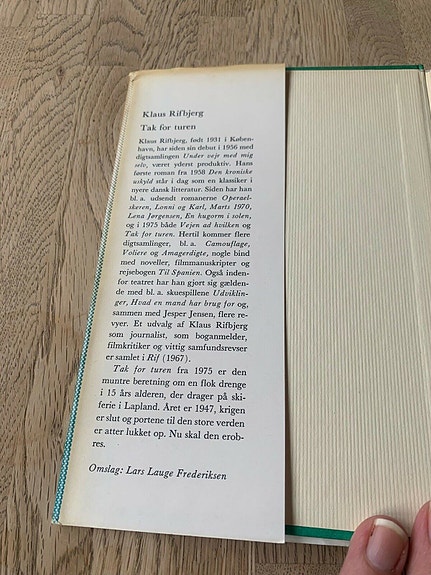 Klaus Rifbjerg
Tak for turen
Klaus Rifbjerg, født 1931 i Køben-
havn, har siden sin debut i 1956 med
digtsamlingen Under vejr med mig
selv, været yderst produktiv. Hans
første roman fra 1958 Den kroniske
uskyld står i dag som en klassiker i
nyere dansk litteratur. Siden har han
bl. a. udsendt romanerne Operael-
skeren, Lonni og Karl, Marts 1970,
Lena Jørgensen, En hugorm i solen,
og i 1975 både Vejen ad hvilken og
Tak for turen. Hertil kommer flere
digtsamlinger, bl. a. Camouflage,
Voliere og Amagerdigte, nogle bind
med noveller, filmmanuskripter og
rejsebogen Til Spanien. Også inden-
for teatret har han gjort sig gælden-
de med bl. a. skuespillene Udviklin-
ger, Hvad en mand har brug for og,
sammen med Jesper Jensen, flere re-
vyer. Et udvalg af Klaus Rifbjerg
som journalist, som boganmelder,
filmkritiker og vittig samfundsrevser
er samlet i Rif (1967).
Tak for turen fra 1975 er den
muntre beretning om en flok drenge
i 15 års alderen, der drager på ski-
ferie i Lapland. Året er 1947, krigen
er slut og portene til den store verden
er atter lukket op. Nu skal den erob-
res.
Omslag: Lars Lauge Frederiksen